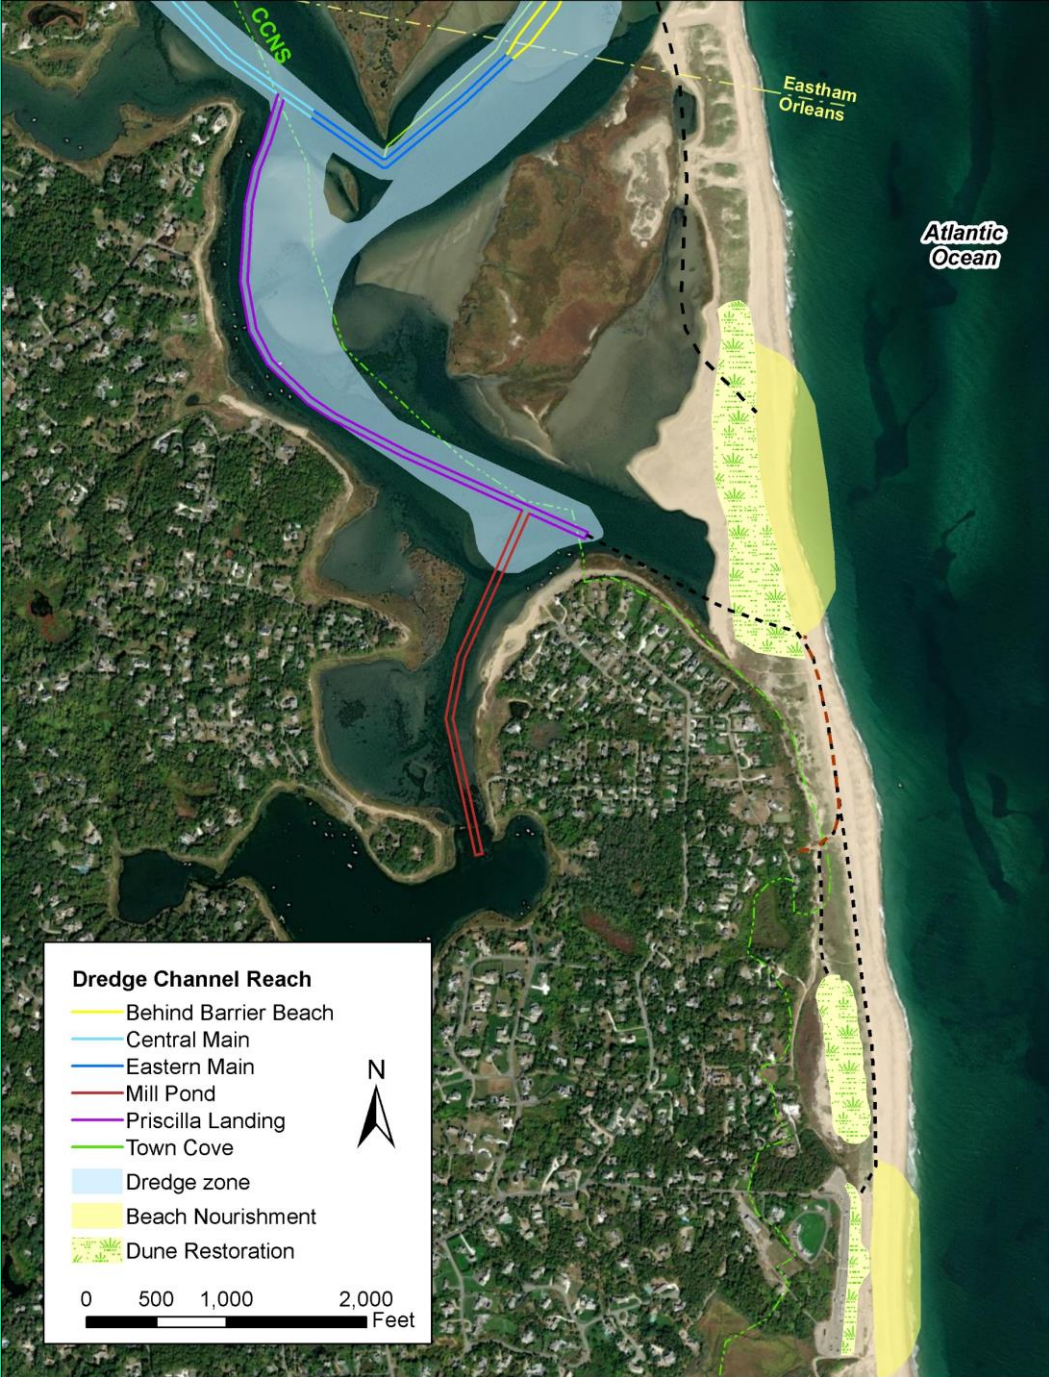 CCNS
Eastham
Orleans
Atlantic
Ocean
Dredge Channel Reach
Behind Barrier Beach
Central Main
Eastern Main
Mill Pond
Priscilla Landing
Town Cove
Dredge zone
Beach Nourishment
Dune Restoration
N
0 500 1,000 2,000
Feet